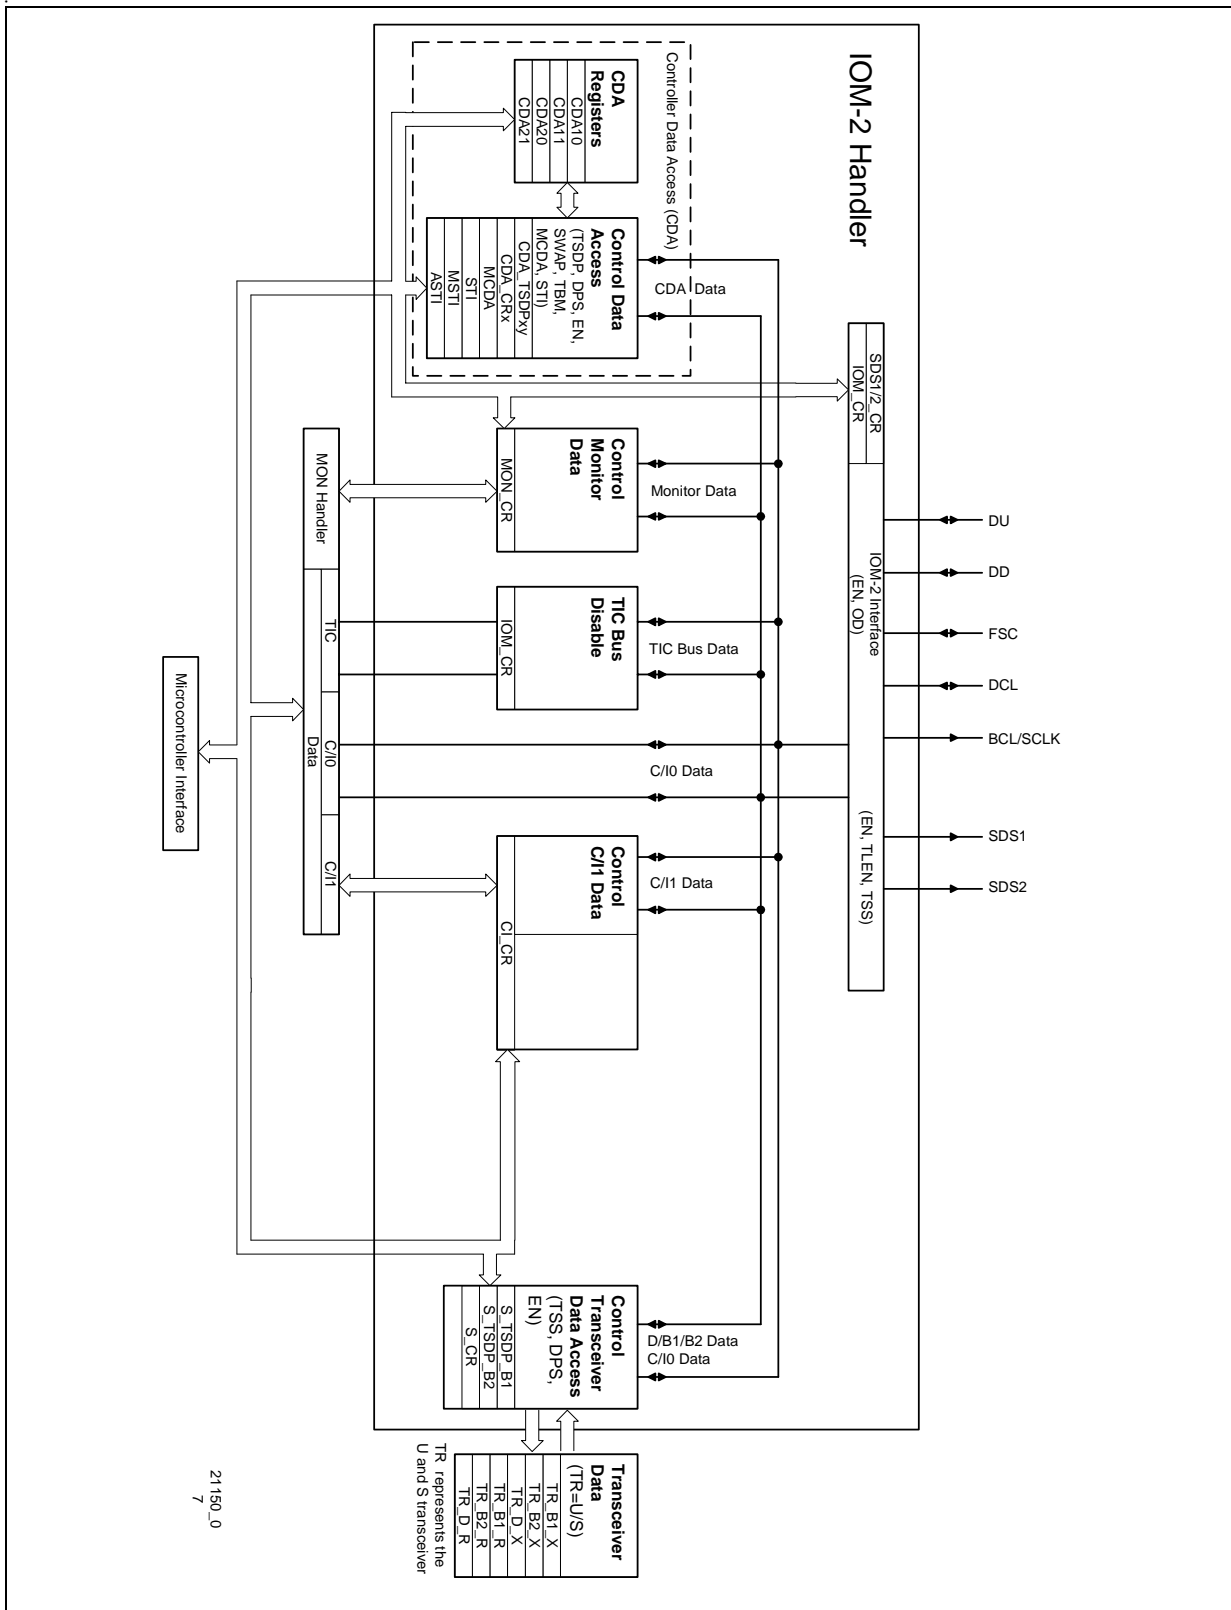 IOM-2 Handler
Controller Data Access (CDA)
CDA
Registers
CDA10
CDA11
CDA20
CDA21
Control Data
Access
(TSDP, DPS, EN,
SWAP, TBM,
MCDA, STI)
CDA_TSDPxy
CDA_CRx
MCDA
STI
MSTI
ASTI
CDA Data
SDS1/2_CR
IOM_CR
IOM-2 Interface
(EN, OD)
(EN, TLEN, TSS)
DU
DD
FSC
DCL
BCL/SCLK
SDS1
SDS2
Control
Monitor
Data
MON_CR
Monitor Data
TIC Bus
Disable
IOM_CR
TIC Bus Data
C/I0 Data
Control
C/I1 Data
CI_CR
C/I1 Data
MON Handler
TIC
C/I0
C/I1
Data
Microcontroller Interface
Control
Transceiver
Data Access
(TSS, DPS,
EN)
S_TSDP_B1
S_TSDP_B2
S_CR
D/B1/B2 Data
C/I0 Data
Transceiver
Data
(TR=U/S)
TR_B1_X
TR_B2_X
TR_D_X
TR_B1_R
TR_B2_R
TR_D_R
TR represents the
U and S transceiver
21150_0
7